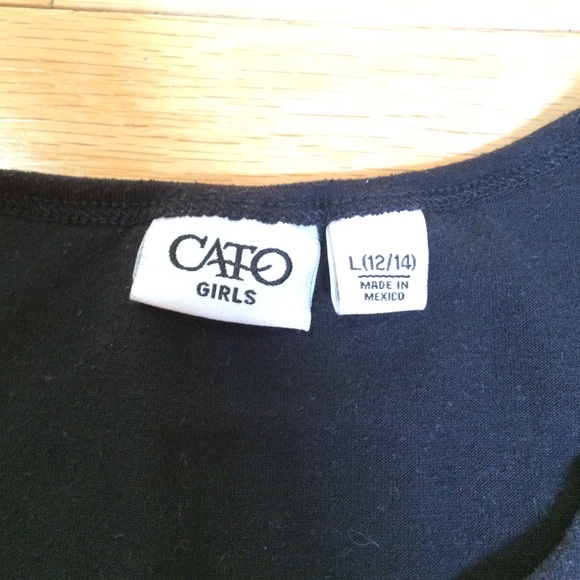 CATO
GIRLS
L(12/14)
MADE IN
MEXICO